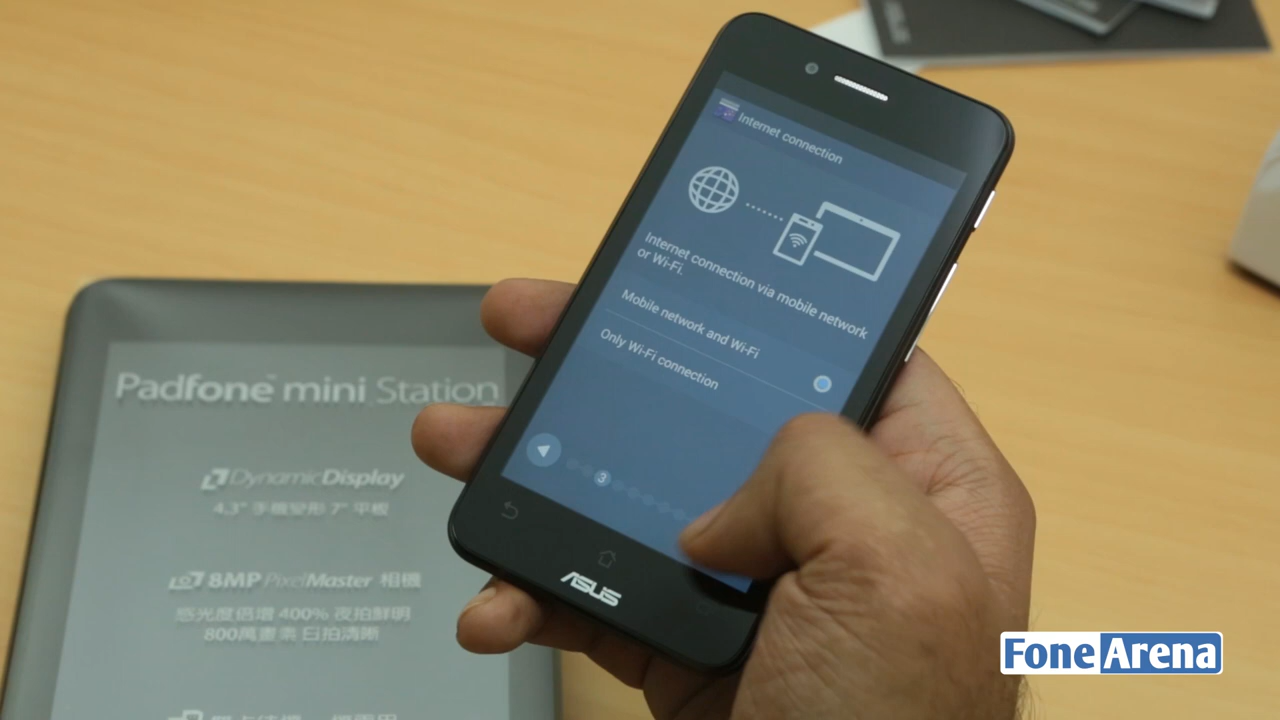 ASUS
Internet connection
Internet connection via mobile network
or Wi-Fi.
Mobile network and Wi-Fi
Only Wi-Fi connection
3
ASUS
Padfone™ mini Station
DynamicDisplay
4.3" 手機變形 7" 平板
8MP PixelMaster 相機
感光度倍增 400% 夜拍鮮明
800萬畫素 日拍清晰
FoneArena